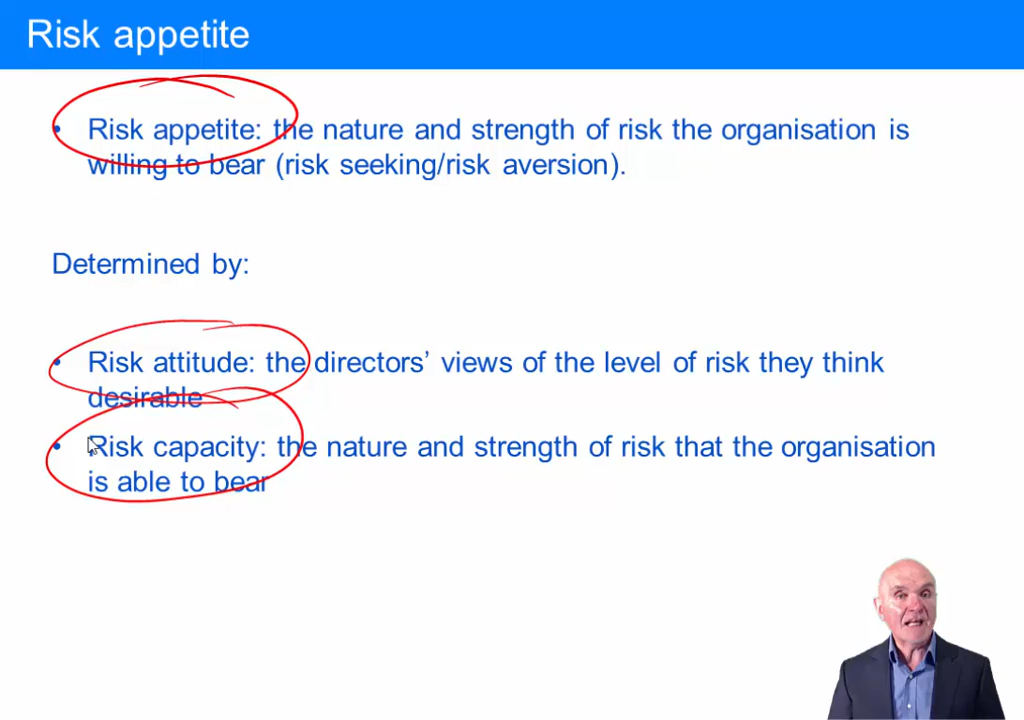 Risk appetite
• Risk appetite: the nature and strength of risk the organisation is
willing to bear (risk seeking/risk aversion).
Determined by:
• Risk attitude: the directors’ views of the level of risk they think
desirable
• Risk capacity: the nature and strength of risk that the organisation
is able to bear